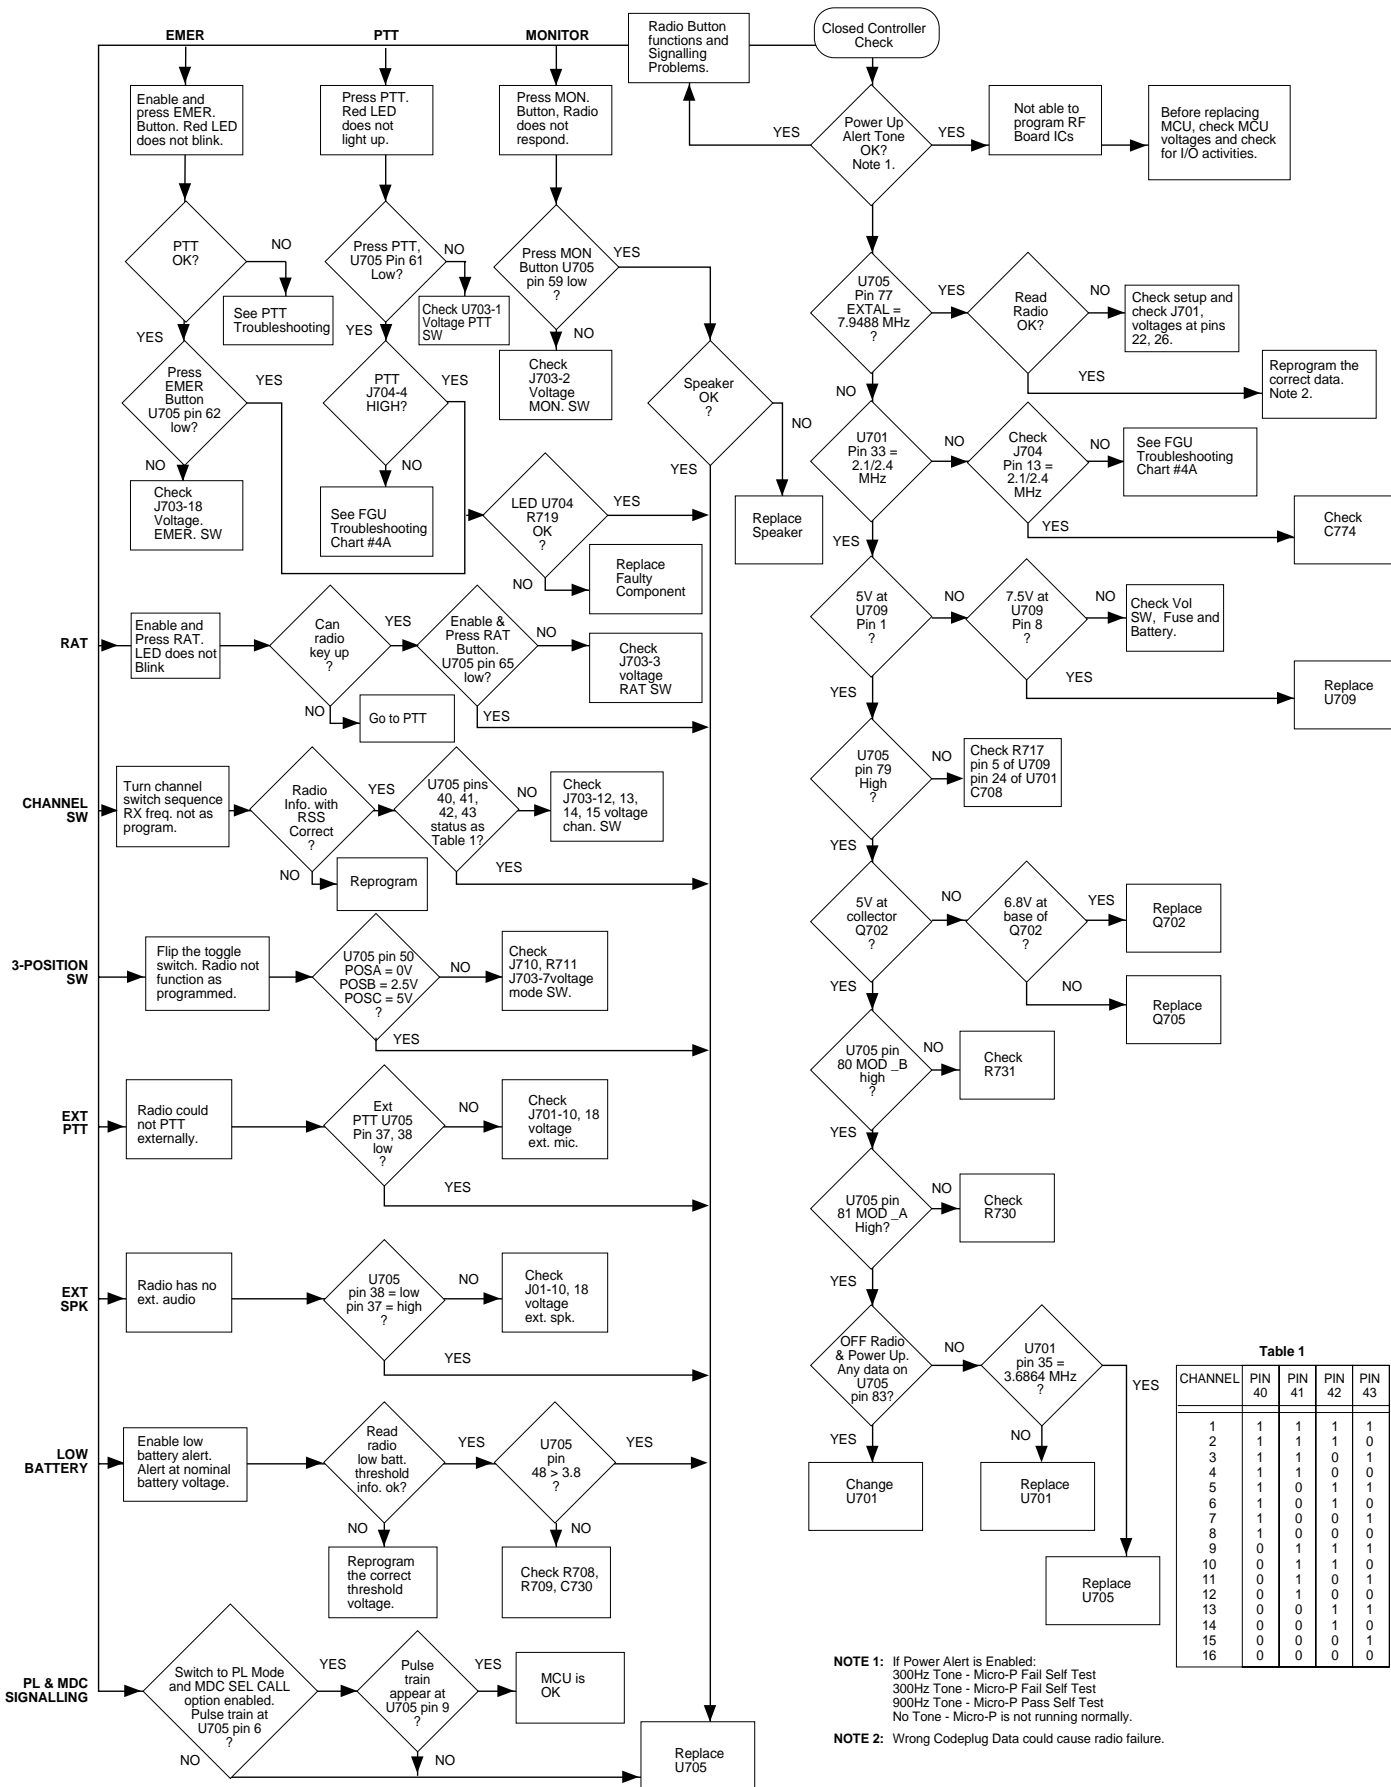 EMER
PTT
MONITOR
Radio Button
functions and
Signalling
Problems.
Closed Controller
Check
Enable and
press EMER.
Button. Red LED
does not blink.
Press PTT.
Red LED
does not
light up.
Press MON.
Button, Radio
does not
respond.
YES
Power Up
Alert Tone
OK?
Note 1.
YES
Not able to
program RF
Board ICs
Before replacing
MCU, check MCU
voltages and check
for I/O activities.
PTT
OK?
NO
See PTT
Troubleshooting
YES
Press PTT,
U705 Pin 61
Low?
NO
Check U703-1
Voltage PTT
SW
YES
Press MON
Button U705
pin 59 low
?
YES
NO
Check
J703-2
Voltage
MON. SW
U705
Pin 77
EXTAL =
7.9488 MHz
?
YES
Read
Radio
OK?
NO
Check setup and
check J701,
voltages at pins
22, 26.
YES
Reprogram the
correct data.
Note 2.
NO
Press
EMER
Button
U705 pin 62
low?
YES
NO
Check
J703-18
Voltage.
EMER. SW
PTT
J704-4
HIGH?
YES
NO
See FGU
Troubleshooting
Chart #4A
Speaker
OK
?
NO
YES
Replace
Speaker
U701
Pin 33 =
2.1/2.4
MHz
NO
Check
J704
Pin 13 =
2.1/2.4
MHz
NO
See FGU
Troubleshooting
Chart #4A
YES
Check
C774
YES
LED U704
R719
OK
?
YES
NO
Replace
Faulty
Component
5V at
U709
Pin 1
?
NO
7.5V at
U709
Pin 8
?
NO
Check Vol
SW, Fuse and
Battery.
YES
Replace
U709
YES
RAT
Enable and
Press RAT.
LED does not
Blink
Can
radio
key up
?
YES
NO
Go to PTT
Enable &
Press RAT
Button.
U705 pin 65
low?
NO
Check
J703-3
voltage
RAT SW
YES
U705
pin 79
High
?
NO
Check R717
pin 5 of U709
pin 24 of U701
C708
YES
CHANNEL
SW
Turn channel
switch sequence
RX freq. not as
program.
Radio
Info. with
RSS
Correct
?
YES
NO
Reprogram
U705 pins
40, 41,
42, 43
status as
Table 1?
NO
Check
J703-12, 13,
14, 15 voltage
chan. SW
YES
5V at
collector
Q702
?
NO
6.8V at
base of
Q702
?
YES
Replace
Q702
NO
Replace
Q705
YES
3-POSITION
SW
Flip the toggle
switch. Radio not
function as
programmed.
U705 pin 50
POSA = 0V
POSB = 2.5V
POSC = 5V
?
NO
Check
J710, R711
J703-7voltage
mode SW.
YES
U705 pin
80 MOD _B
high
?
NO
Check
R731
YES
EXT
PTT
Radio could
not PTT
externally.
Ext
PTT U705
Pin 37, 38
low
?
NO
Check
J701-10, 18
voltage
ext. mic.
YES
U705 pin
81 MOD _A
High?
NO
Check
R730
YES
EXT
SPK
Radio has no
ext. audio
U705
pin 38 = low
pin 37 = high
?
NO
Check
J01-10, 18
voltage
ext. spk.
YES
OFF Radio
& Power Up.
Any data on
U705
pin 83?
NO
U701
pin 35 =
3.6864 MHz
?
YES
YES
Change
U701
NO
Replace
U701
Replace
U705
LOW
BATTERY
Enable low
battery alert.
Alert at nominal
battery voltage.
Read
radio
low batt.
threshold
info. ok?
YES
NO
Reprogram
the correct
threshold
voltage.
U705
pin
48 > 3.8
?
YES
NO
Check R708,
R709, C730
PL & MDC
SIGNALLING
Switch to PL Mode
and MDC SEL CALL
option enabled.
Pulse train at
U705 pin 6
?
YES
NO
Pulse
train
appear at
U705 pin 9
?
YES
NO
MCU is
OK
Replace
U705
Table 1
CHANNEL PIN 40 PIN 41 PIN 42 PIN 43
1 1 1 1 1
2 1 1 1 0
3 1 1 0 1
4 1 1 0 0
5 1 0 1 1
6 1 0 1 0
7 1 0 0 1
8 1 0 0 0
9 0 1 1 1
10 0 1 1 0
11 0 1 0 1
12 0 1 0 0
13 0 0 1 1
14 0 0 1 0
15 0 0 0 1
16 0 0 0 0
NOTE 1: If Power Alert is Enabled:
300Hz Tone - Micro-P Fail Self Test
300Hz Tone - Micro-P Fail Self Test
900Hz Tone - Micro-P Pass Self Test
No Tone - Micro-P is not running normally.
NOTE 2: Wrong Codeplug Data could cause radio failure.